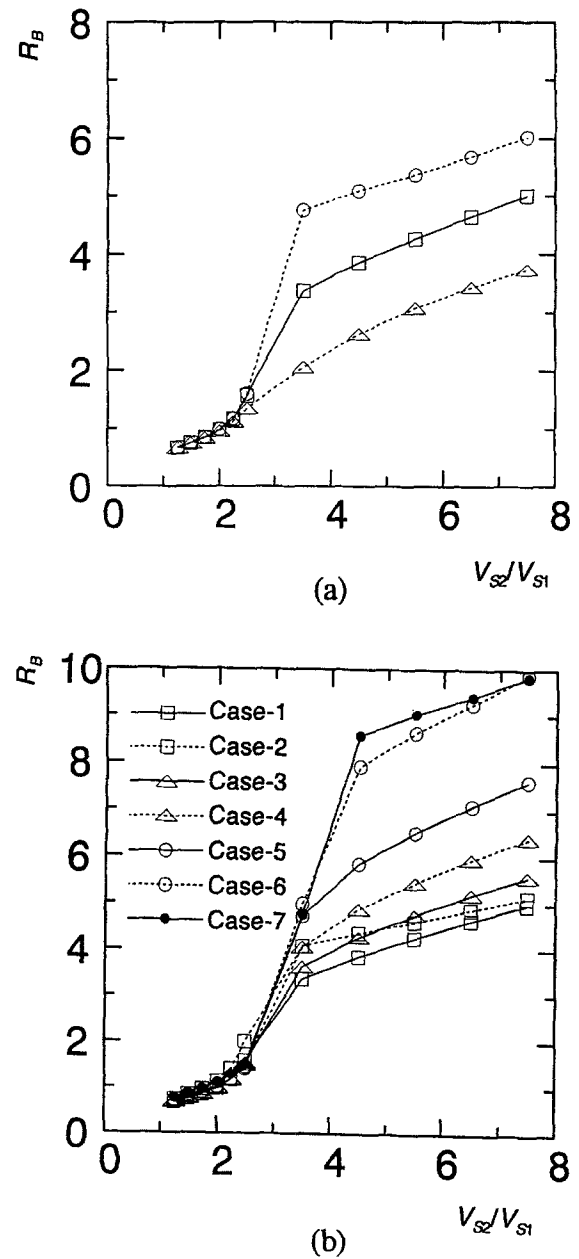 8
R_B
6
4
2
0
0 2 4 6 8
V_S2/V_S1
(a)
10
R_B
8
6
4
2
0
Case-1
Case-2
Case-3
Case-4
Case-5
Case-6
Case-7
0 2 4 6 8
V_S2/V_S1
(b)